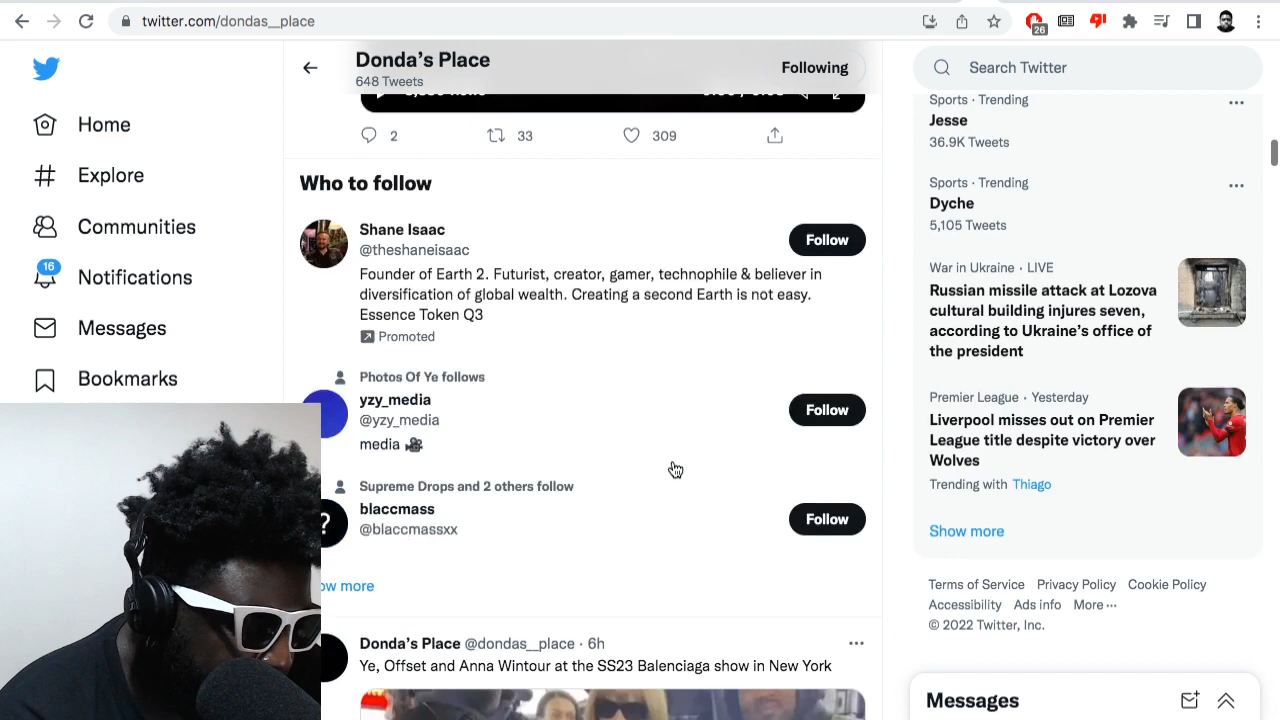 twitter.com/dondas__place
26
Donda's Place
648 Tweets
Following
Search Twitter
Home
Explore
Communities
16
Notifications
Messages
Bookmarks
2
33
309
Who to follow
Shane Isaac
@theshaneisaac
Follow
Founder of Earth 2. Futurist, creator, gamer, technophile & believer in
diversification of global wealth. Creating a second Earth is not easy.
Essence Token Q3
Promoted
Photos Of Ye follows
yzy_media
@yzy_media
Follow
media
Supreme Drops and 2 others follow
blaccmass
@blaccmassxx
Follow
?
ow more
Donda's Place @dondas__place · 6h
Ye, Offset and Anna Wintour at the SS23 Balenciaga show in New York
Sports · Trending
Jesse
36.9K Tweets
Sports · Trending
Dyche
5,105 Tweets
War in Ukraine · LIVE
Russian missile attack at Lozova
cultural building injures seven,
according to Ukraine's office of
the president
Premier League · Yesterday
Liverpool misses out on Premier
League title despite victory over
Wolves
Trending with Thiago
Show more
Terms of Service Privacy Policy Cookie Policy
Accessibility Ads info More ...
© 2022 Twitter, Inc.
Messages